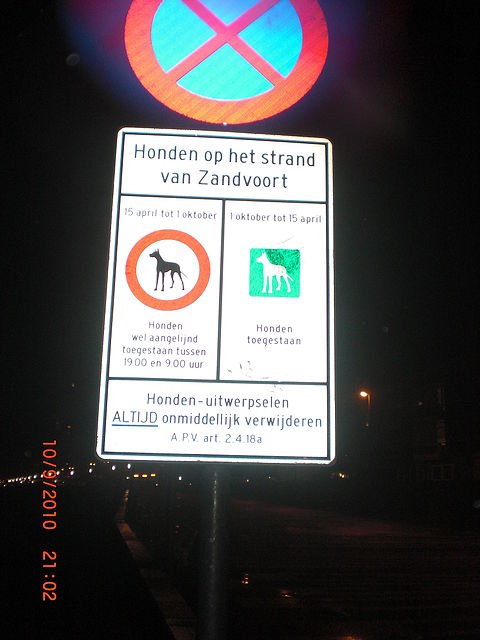 Honden op het strand
van Zandvoort
15 april tot 1 oktober
Honden
wel aangelijnd
toegestaan tussen
19.00 en 9.00 uur
1 oktober tot 15 april
Honden
toegestaan
Honden-uitwerpselen
ALTIJD onmiddellijk verwijderen
A.P.V. art. 2.4.18a
10/9/2010 21:02